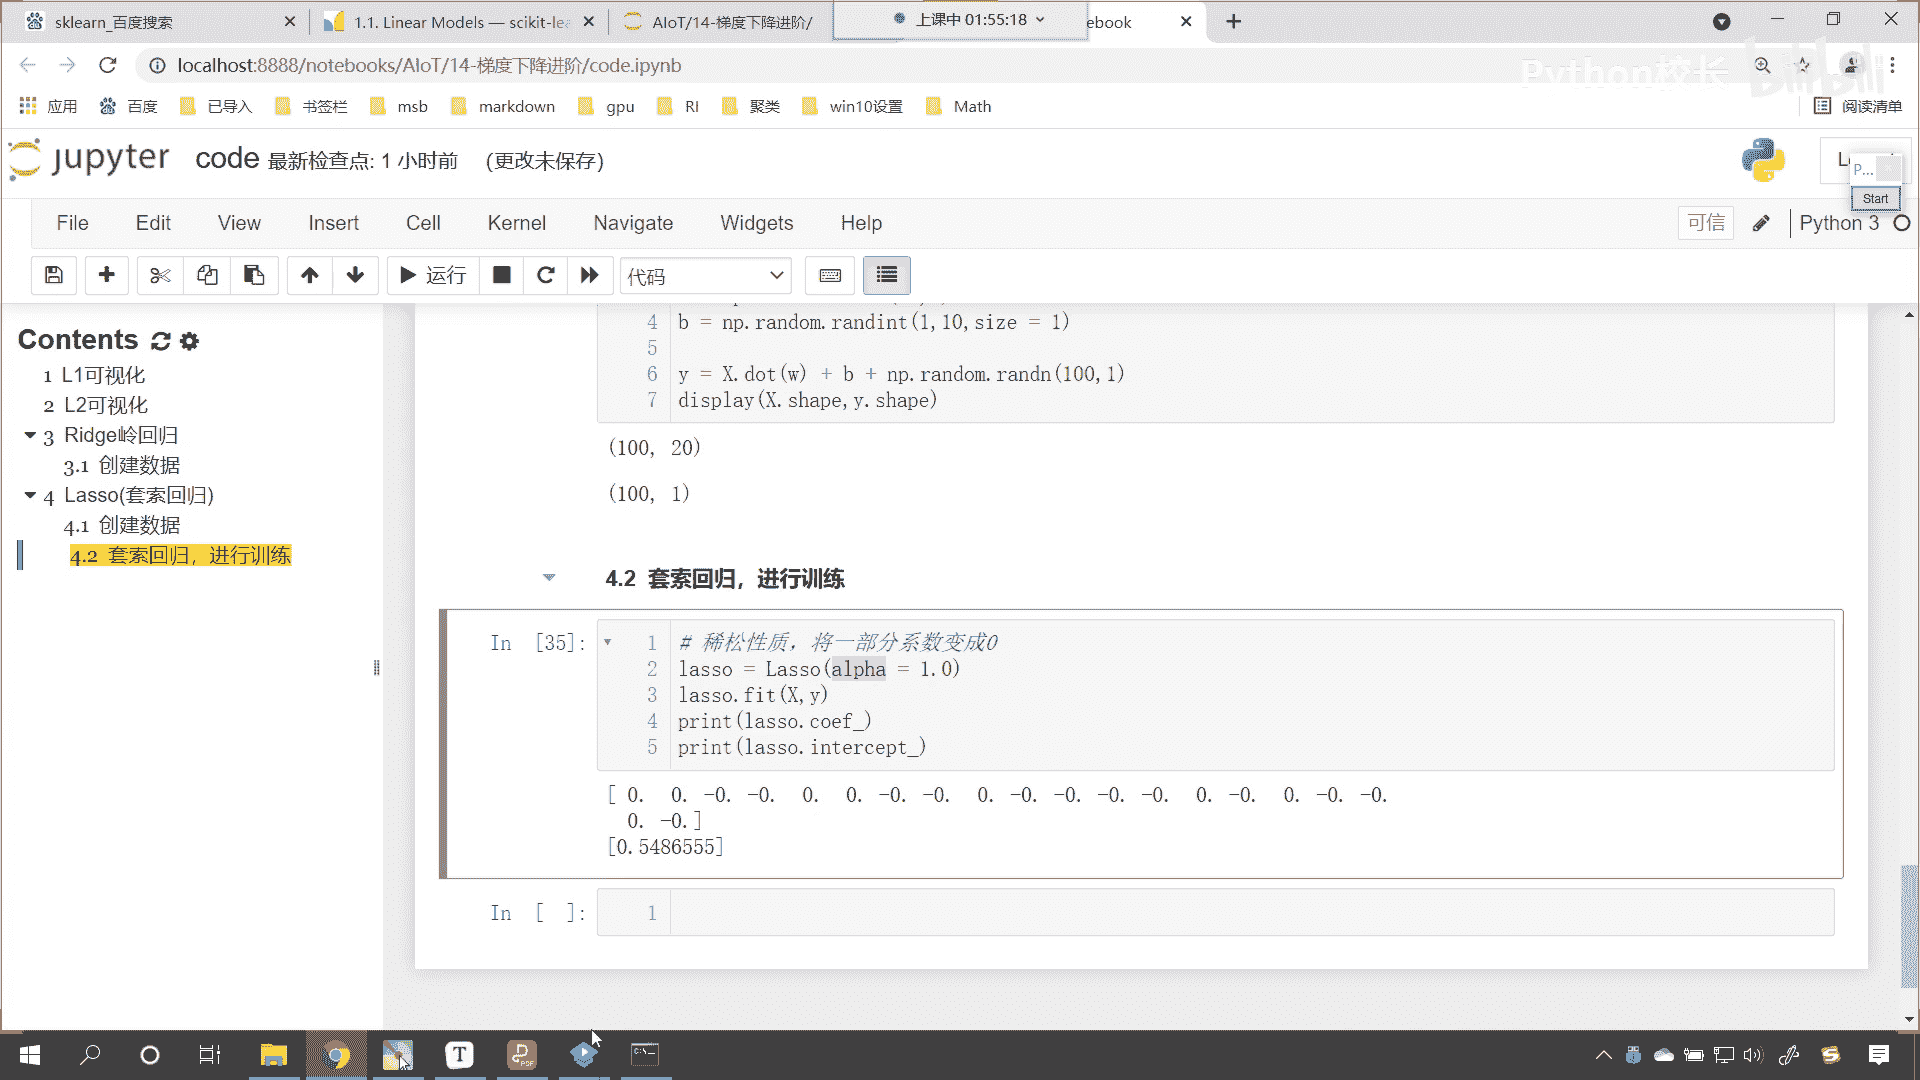 sklearn_百度搜索
1.1. Linear Models — scikit-lea
AIoT/14-梯度下降进阶/
上课中 01:55:18
ebook
localhost:8888/notebooks/AIoT/14-梯度下降进阶/code.ipynb
Python校长
bilibili
应用
百度
已导入
书签栏
msb
markdown
gpu
RI
聚类
win10设置
Math
阅读清单
jupyter
code 最新检查点: 1 小时前 (更改未保存)
P...
Start
File
Edit
View
Insert
Cell
Kernel
Navigate
Widgets
Help
可信
Python 3
运行
代码
Contents
1 L1可视化
2 L2可视化
3 Ridge岭回归
3.1 创建数据
4 Lasso(套索回归)
4.1 创建数据
4.2 套索回归，进行训练
4 b = np.random.randint(1,10,size = 1)
5
6 y = X.dot(w) + b + np.random.randn(100,1)
7 display(X.shape,y.shape)
(100, 20)
(100, 1)
4.2 套索回归，进行训练
In [35]:
1 # 稀松性质，将一部分系数变成0
2 lasso = Lasso(alpha = 1.0)
3 lasso.fit(X,y)
4 print(lasso.coef_)
5 print(lasso.intercept_)
[ 0. 0. -0. -0. 0. 0. -0. -0. 0. -0. -0. -0. -0. 0. -0. 0. -0. -0.
0. -0.]
[0.5486555]
In [ ]:
1